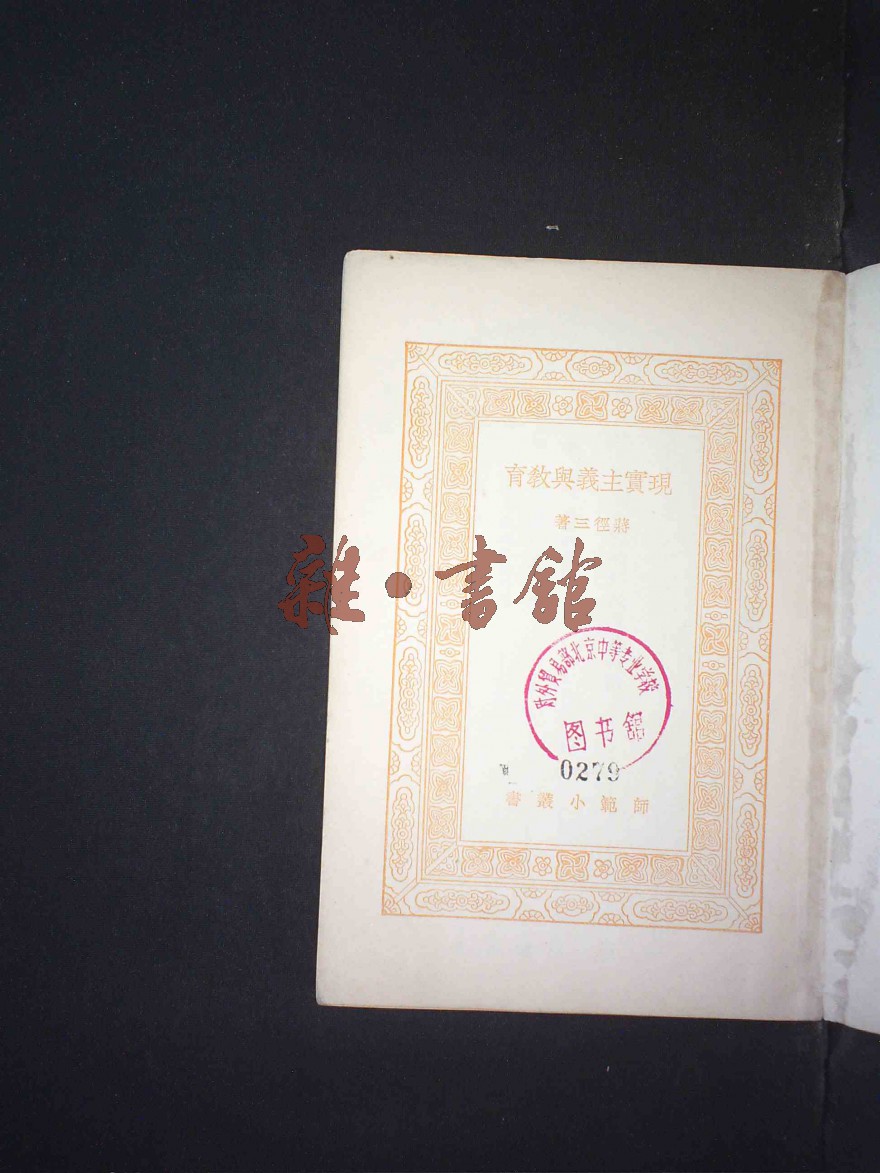 現實主義與教育
蔣徑三著
雜·書館
對外貿易部北京中等专业学校
图书館
0279
師範小叢書